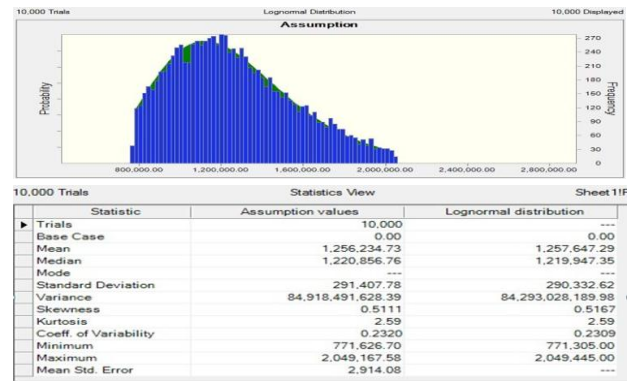 10,000 Trials Lognormal Distribution 10,000 Displayed
Assumption
Probability
Frequency
270
240
210
180
150
120
90
60
30
0
800,000.00 1,200,000.00 1,600,000.00 2,000,000.00 2,400,000.00 2,800,000.00
10,000 Trials Statistics View Sheet1!F
Statistic Assumption values Lognormal distribution
Trials 10,000 ---
Base Case 0.00 0.00
Mean 1,256,234.73 1,257,647.29
Median 1,220,856.76 1,219,947.35
Mode --- ---
Standard Deviation 291,407.78 290,332.62
Variance 84,918,491,628.39 84,293,028,189.98
Skewness 0.5111 0.5167
Kurtosis 2.59 2.59
Coeff. of Variability 0.2320 0.2309
Minimum 771,626.70 771,305.00
Maximum 2,049,167.58 2,049,445.00
Mean Std. Error 2,914.08 ---